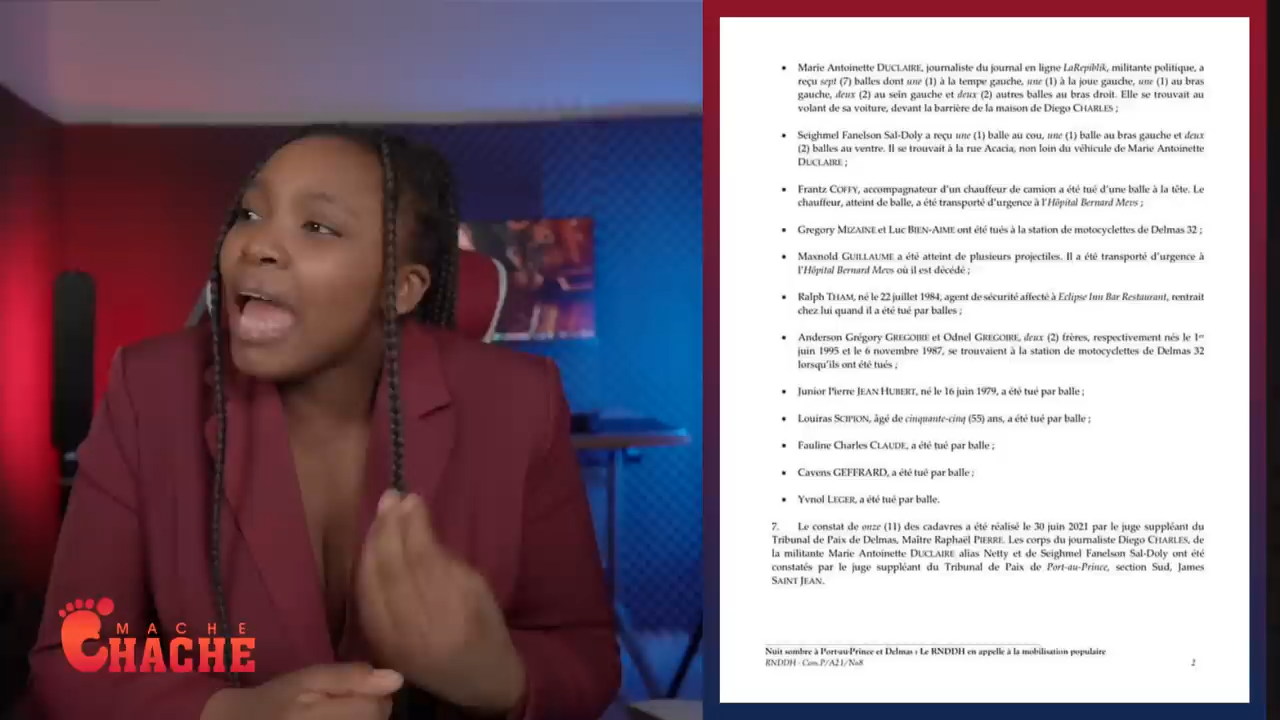 • Marie Antoinette DUCLAIRE, journaliste du journal en ligne LaRepiblik, militante politique, a
reçu sept (7) balles dont une (1) à la tempe gauche, une (1) à la joue gauche, une (1) au bras
gauche, deux (2) au sein gauche et deux (2) autres balles au bras droit. Elle se trouvait au
volant de sa voiture, devant la barrière de la maison de Diego CHARLES ;
• Seighmel Fanelson Sal-Doly a reçu une (1) balle au cou, une (1) balle au bras gauche et deux
(2) balles au ventre. Il se trouvait à la rue Acacia, non loin du véhicule de Marie Antoinette
DUCLAIRE ;
• Frantz COFFY, accompagnateur d'un chauffeur de camion a été tué d'une balle à la tête. Le
chauffeur, atteint de balle, a été transporté d'urgence à l'Hôpital Bernard Mevs ;
• Gregory MIZAINE et Luc BIEN-AIME ont été tués à la station de motocyclettes de Delmas 32 ;
• Maxnold GUILLAUME a été atteint de plusieurs projectiles. Il a été transporté d'urgence à
l'Hôpital Bernard Mevs où il est décédé ;
• Ralph THAM, né le 22 juillet 1984, agent de sécurité affecté à Eclipse Inn Bar Restaurant, rentrait
chez lui quand il a été tué par balles ;
• Anderson Grégory GREGOIRE et Odnel GREGOIRE, deux (2) frères, respectivement nés le 1er
juin 1995 et le 6 novembre 1987, se trouvaient à la station de motocyclettes de Delmas 32
lorsqu'ils ont été tués ;
• Junior Pierre JEAN HUBERT, né le 16 juin 1979, a été tué par balle ;
• Louiras SCIPION, âgé de cinquante-cinq (55) ans, a été tué par balle ;
• Fauline Charles CLAUDE, a été tué par balle ;
• Cavens GEFFRARD, a été tué par balle ;
• Yvnol LEGER, a été tué par balle.
7. Le constat de onze (11) des cadavres a été réalisé le 30 juin 2021 par le juge suppléant du
Tribunal de Paix de Delmas, Maître Raphaël PIERRE. Les corps du journaliste Diego CHARLES, de
la militante Marie Antoinette DUCLAIRE alias Netty et de Seighmel Fanelson Sal-Doly ont été
constatés par le juge suppléant du Tribunal de Paix de Port-au-Prince, section Sud, James
SAINT JEAN.
Nuit sombre à Port-au-Prince et Delmas : Le RNDDH en appelle à la mobilisation populaire
RNDDH - Com.P/A21/No8
2
MACHE
CHACHE